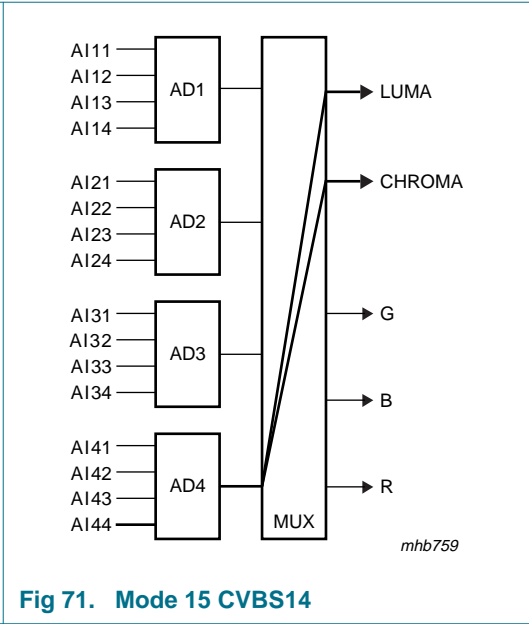 AI11
AI12
AI13
AI14
AD1
AI21
AI22
AI23
AI24
AD2
AI31
AI32
AI33
AI34
AD3
AI41
AI42
AI43
AI44
AD4
MUX
LUMA
CHROMA
G
B
R
mhb759
Fig 71. Mode 15 CVBS14